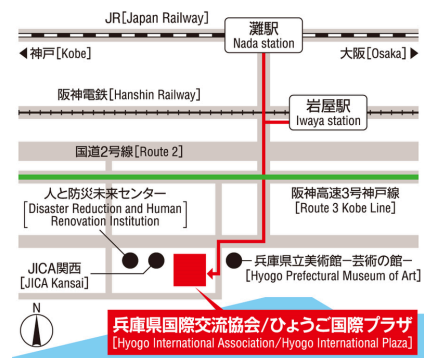 JR[Japan Railway]
灘駅
Nada station
◀神戸[Kobe]
大阪[Osaka]▶
阪神電鉄[Hanshin Railway]
岩屋駅
Iwaya station
国道2号線[Route 2]
人と防災未来センター
[Disaster Reduction and Human
Renovation Institution]
阪神高速3号神戸線
[Route 3 Kobe Line]
JICA関西
[JICA Kansai]
兵庫県立美術館−芸術の館−
[Hyogo Prefectural Museum of Art]
N
兵庫県国際交流協会/ひょうご国際プラザ
[Hyogo International Association/Hyogo International Plaza]